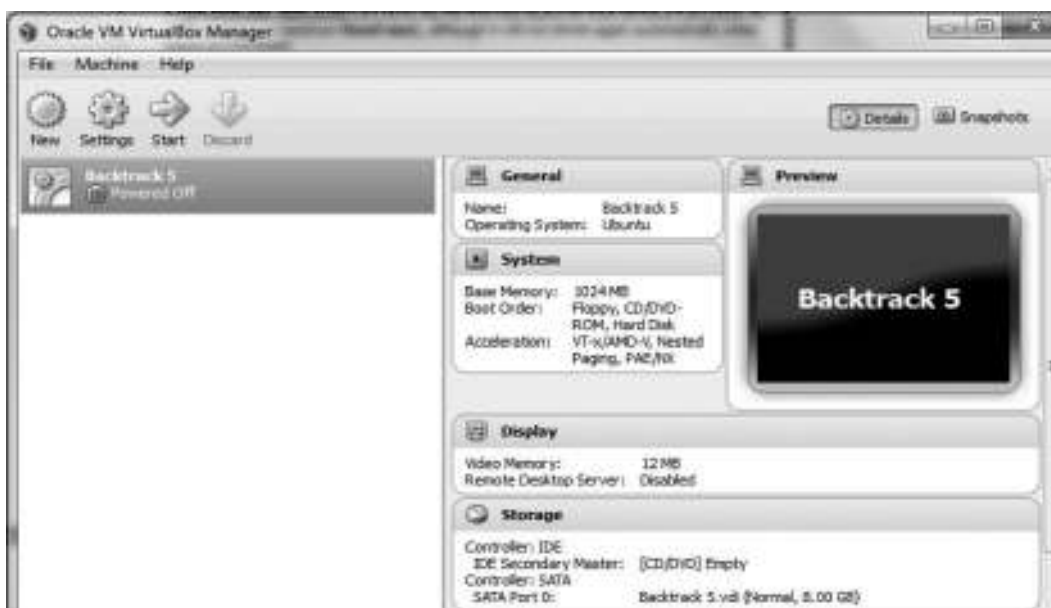 Oracle VM VirtualBox Manager
File Machine Help
New Settings Start Discard
Details Snapshots
Backtrack 5
Powered Off
General
Name: Backtrack 5
Operating System: Ubuntu
System
Base Memory: 1024 MB
Boot Order: Floppy, CD/DVD-
ROM, Hard Disk
Acceleration: VT-x/AMD-V, Nested
Paging, PAE/NX
Preview
Backtrack 5
Display
Video Memory: 12 MB
Remote Desktop Server: Disabled
Storage
Controller: IDE
IDE Secondary Master: [CD/DVD] Empty
Controller: SATA
SATA Port 0: Backtrack 5.vdi (Normal, 8.00 GB)